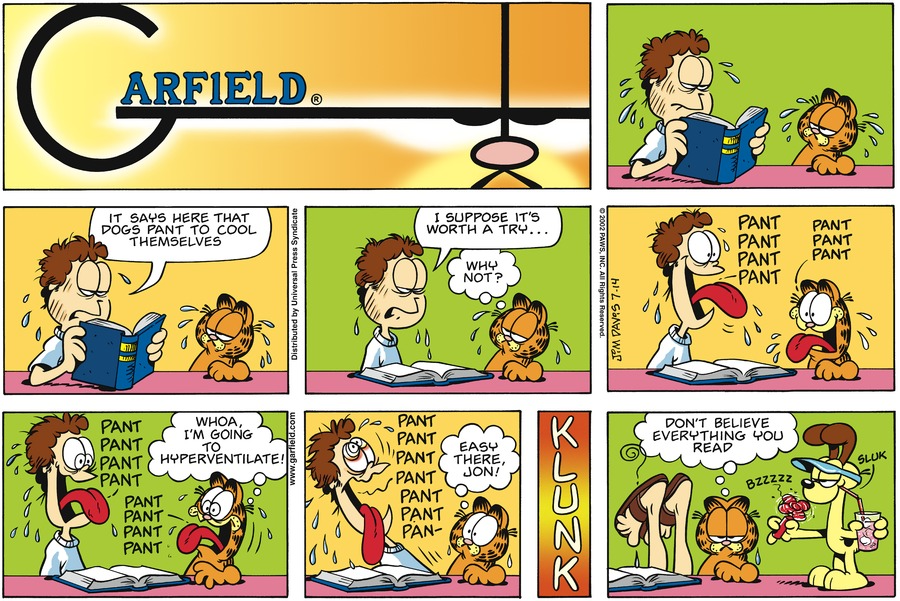 GARFIELD®
IT SAYS HERE THAT
DOGS PANT TO COOL
THEMSELVES
Distributed by Universal Press Syndicate
I SUPPOSE IT'S
WORTH A TRY...
WHY
NOT?
© 2002 PAWS, INC. All Rights Reserved.
JIM DAVIS 7-14
PANT
PANT
PANT
PANT
PANT
PANT
PANT
PANT
PANT
PANT
PANT
PANT
PANT
PANT
WHOA,
I'M GOING
TO
HYPERVENTILATE!
www.garfield.com
PANT
PANT
PANT
PANT
PANT
PAN-
EASY
THERE,
JON!
KLUNK
DON'T BELIEVE
EVERYTHING YOU
READ
BZZZZZ
SLUK